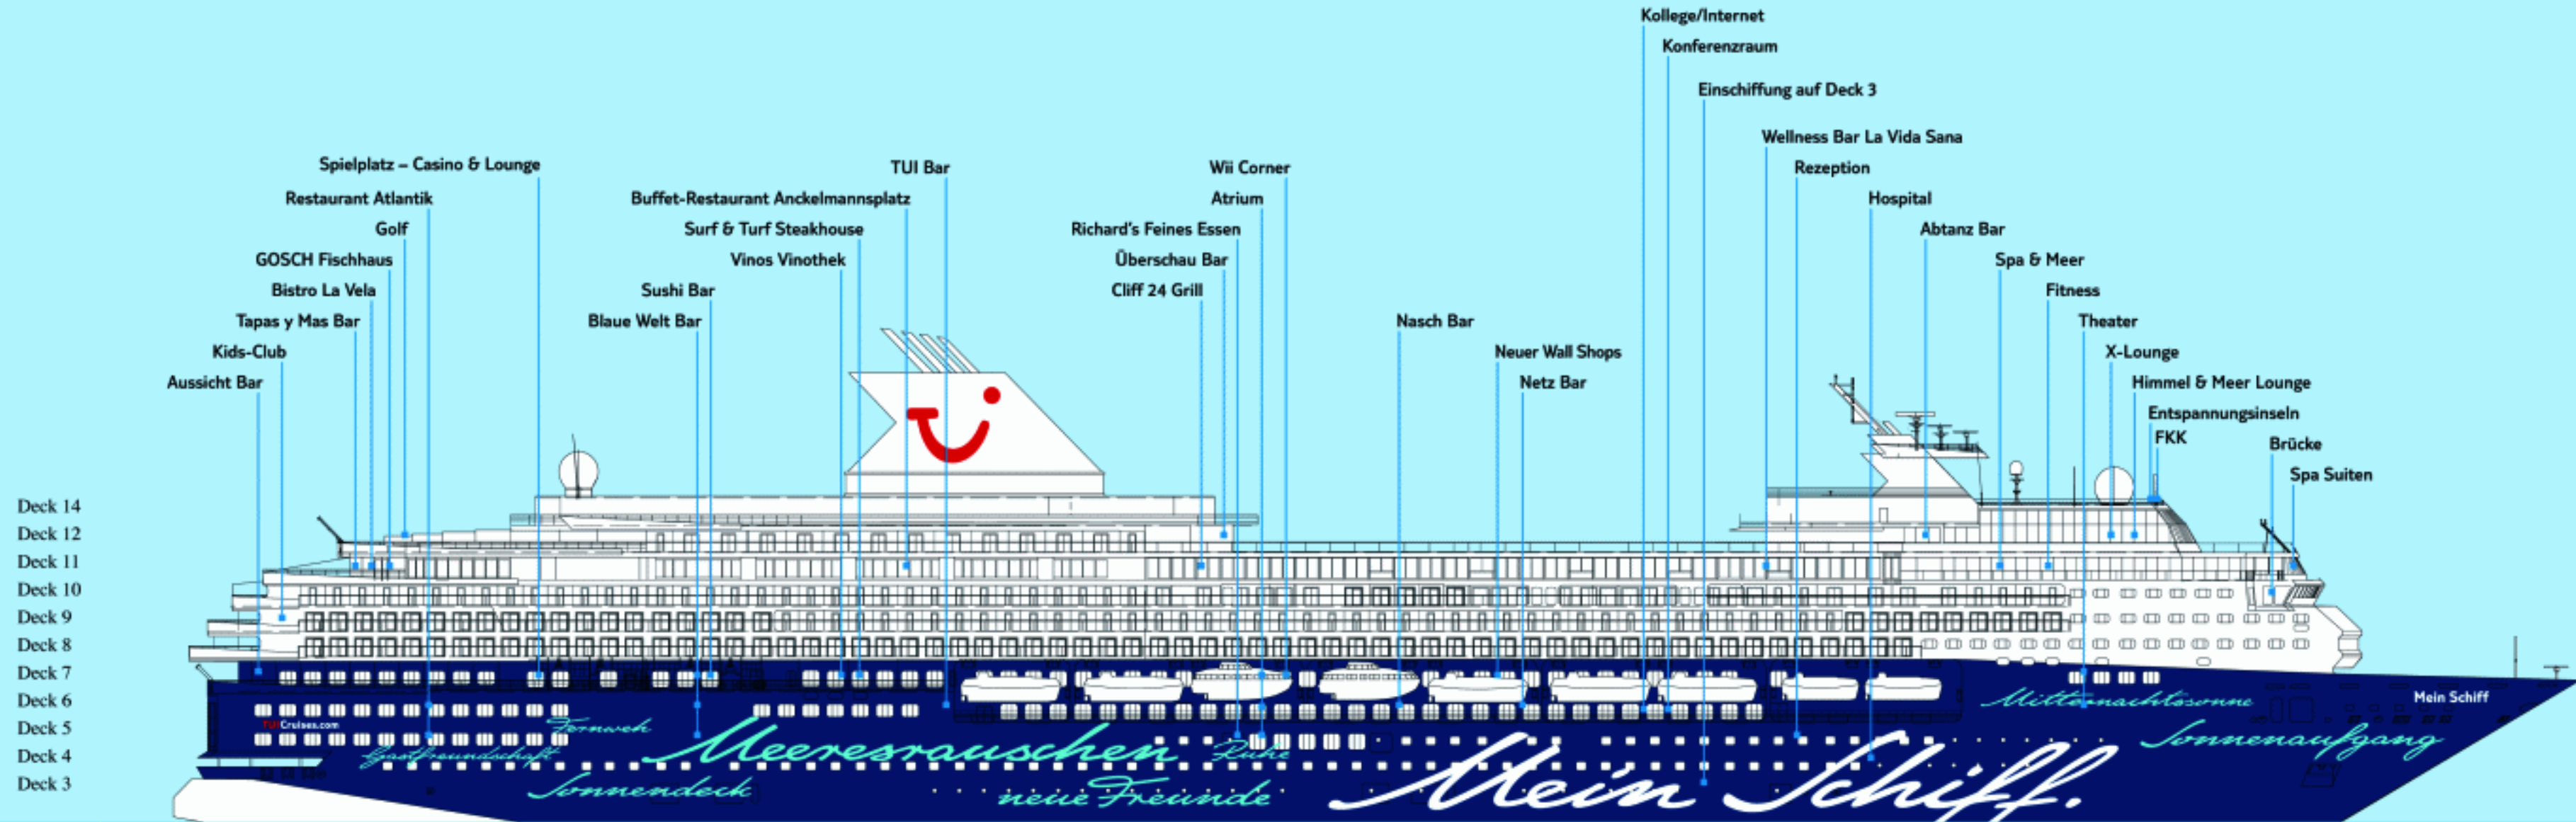 Kollege/Internet
Konferenzraum
Einschiffung auf Deck 3
Wellness Bar La Vida Sana
Spielplatz – Casino & Lounge
TUI Bar
Wii Corner
Rezeption
Restaurant Atlantik
Buffet-Restaurant Anckelmannsplatz
Atrium
Hospital
Golf
Surf & Turf Steakhouse
Richard's Feines Essen
Abtanz Bar
GOSCH Fischhaus
Vinos Vinothek
Überschau Bar
Spa & Meer
Bistro La Vela
Sushi Bar
Cliff 24 Grill
Fitness
Tapas y Mas Bar
Blaue Welt Bar
Nasch Bar
Theater
Kids-Club
Neuer Wall Shops
X-Lounge
Aussicht Bar
Netz Bar
Himmel & Meer Lounge
Entspannungsinseln
FKK
Brücke
Spa Suiten
Deck 14
Deck 12
Deck 11
Deck 10
Deck 9
Deck 8
Deck 7
Deck 6
Deck 5
Deck 4
Deck 3
TUICruises.com
Fernweh
Gastfreundschaft
Meeresrauschen
Ruhe
Sonnendeck
neue Freunde
Mein Schiff.
Mitternachtssonne
Mein Schiff
Sonnenaufgang